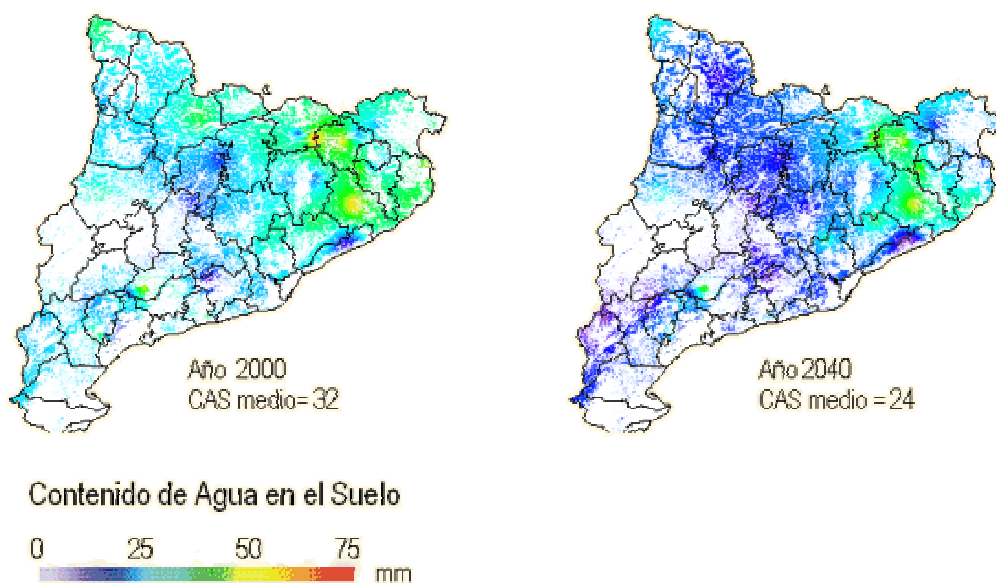 Año 2000
CAS medio= 32
Año 2040
CAS medio =24
Contenido de Agua en el Suelo
0 25 50 75
mm